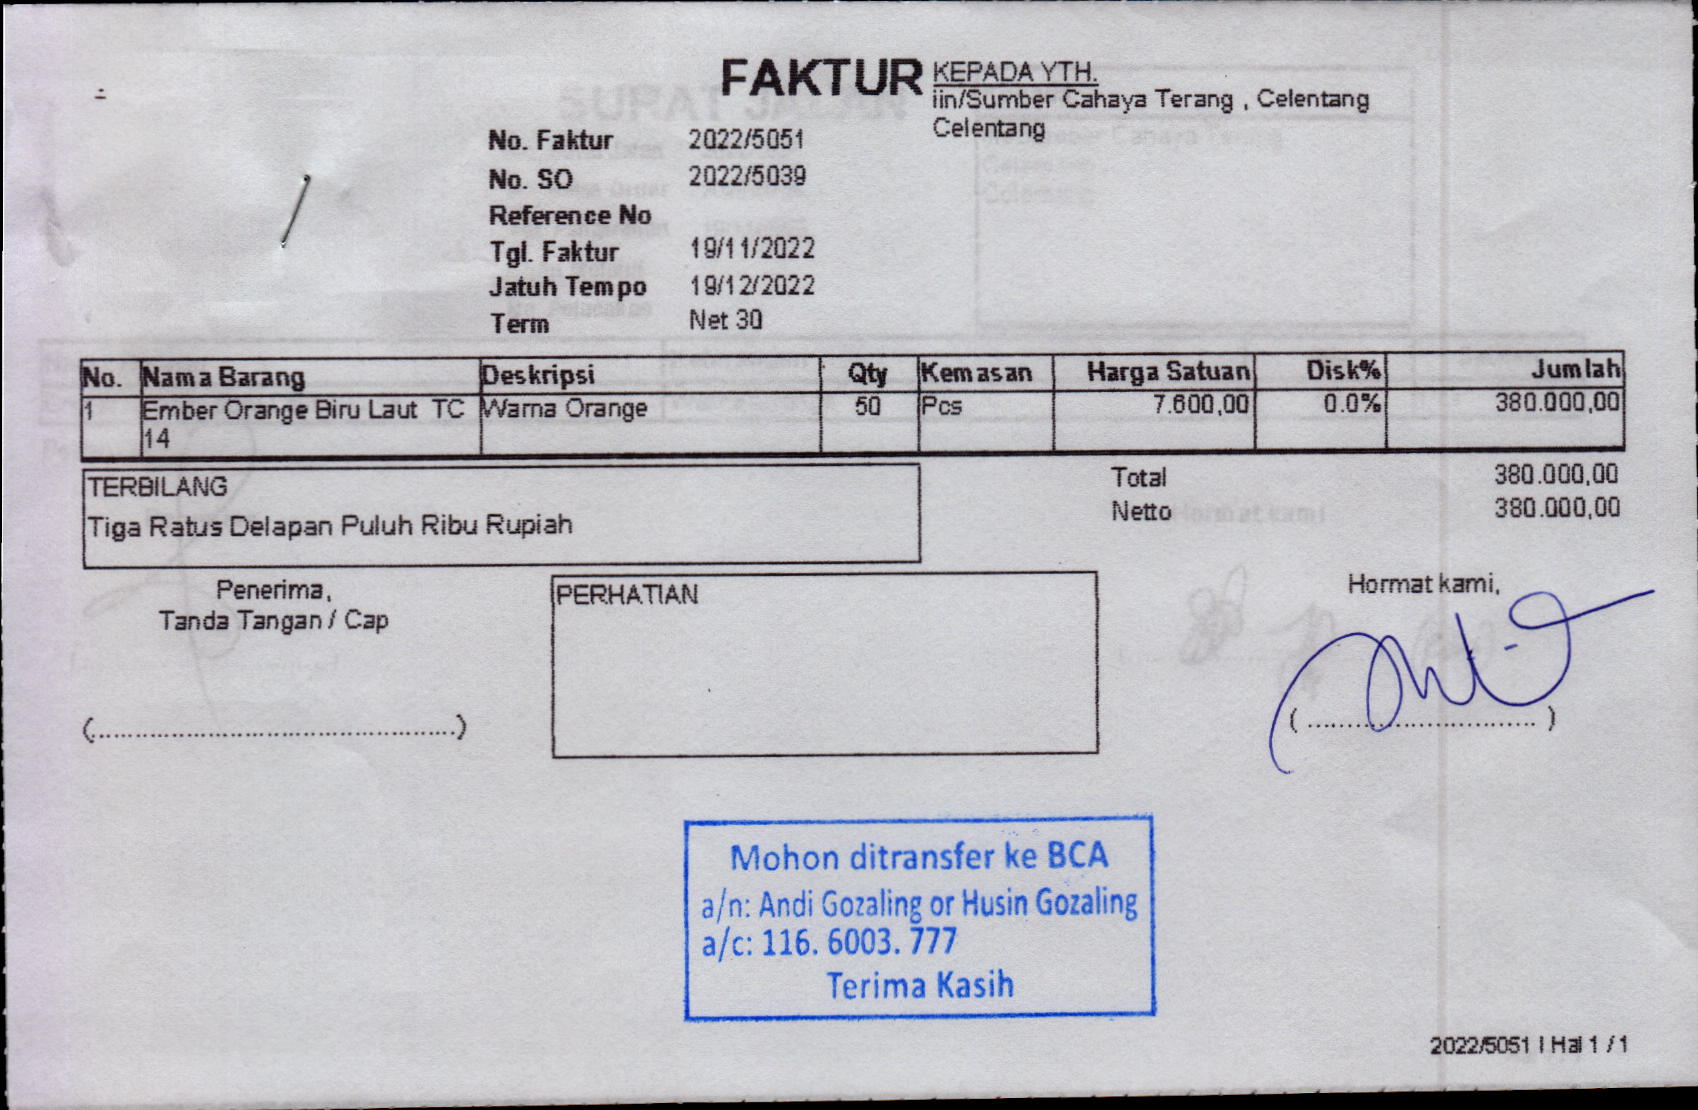 FAKTUR
KEPADA YTH.
iin/Sumber Cahaya Terang , Celentang
Celentang
No. Faktur 2022/5051
No. SO 2022/5039
Reference No
Tgl. Faktur 19/11/2022
Jatuh Tempo 19/12/2022
Term Net 30
No. Nama Barang Deskripsi Qty Kemasan Harga Satuan Disk% Jumlah
1 Ember Orange Biru Laut TC Warna Orange 50 Pcs 7.600,00 0.0% 380.000,00
14
TERBILANG
Tiga Ratus Delapan Puluh Ribu Rupiah
Total 380.000,00
Netto 380.000,00
Penerima,
Tanda Tangan / Cap
(............................................................)
PERHATIAN
Hormat kami,
( ...................................... )
Mohon ditransfer ke BCA
a/n: Andi Gozaling or Husin Gozaling
a/c: 116. 6003. 777
Terima Kasih
2022/5051 | Hal 1 / 1